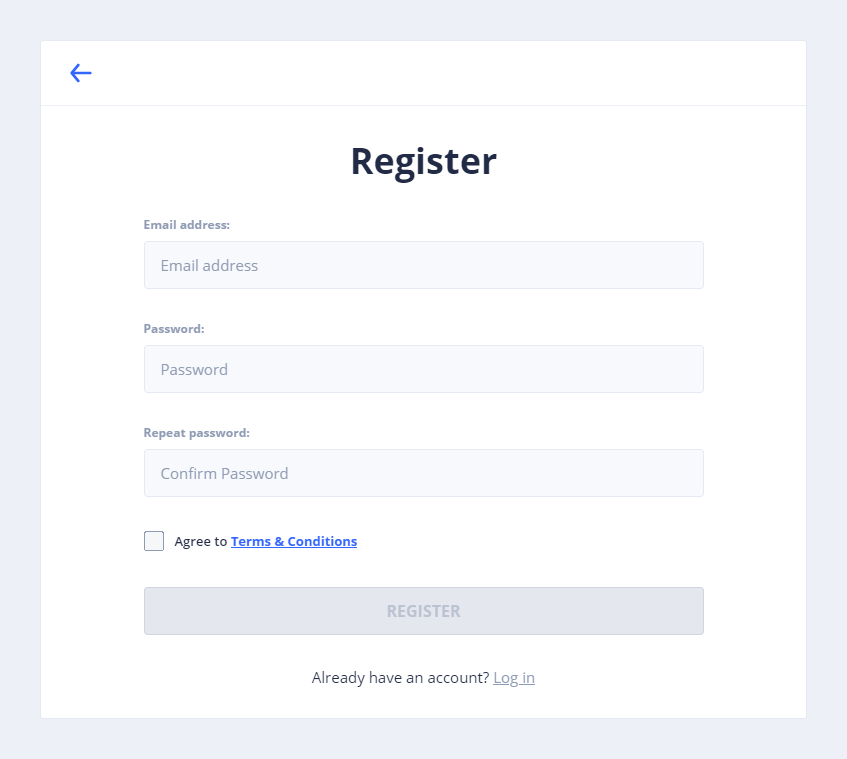 Register
Email address:
Email address
Password:
Password
Repeat password:
Confirm Password
Agree to Terms & Conditions
REGISTER
Already have an account? Log in